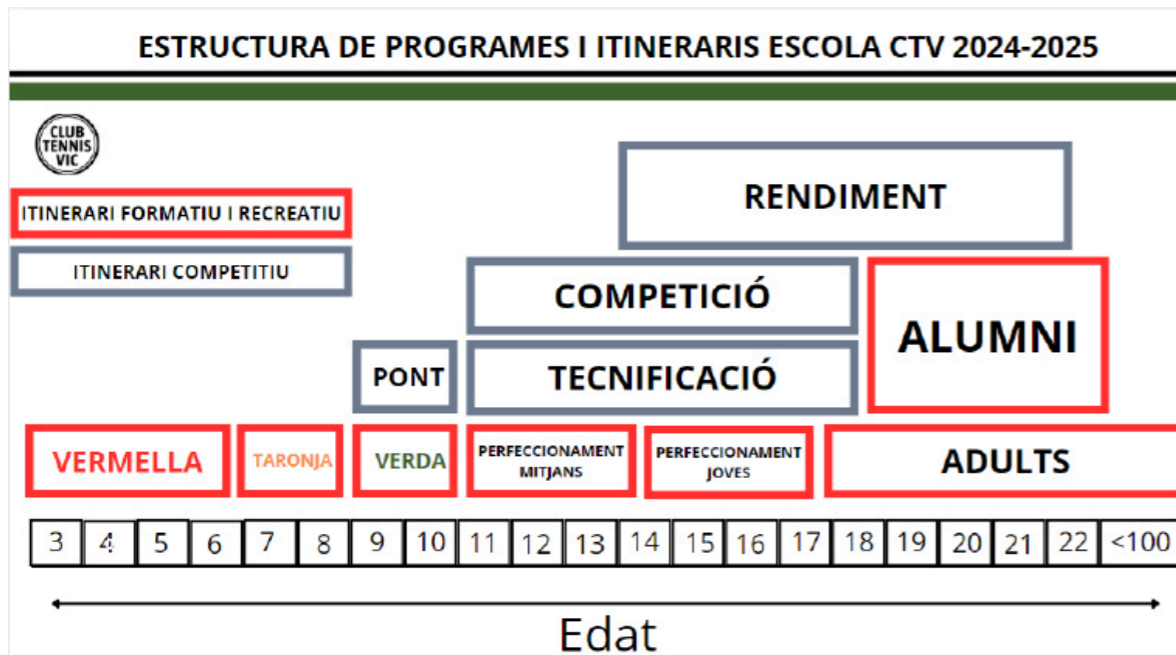 ESTRUCTURA DE PROGRAMES I ITINERARIS ESCOLA CTV 2024-2025
CLUB
TENNIS
VIC
ITINERARI FORMATIU I RECREATIU
ITINERARI COMPETITIU
RENDIMENT
COMPETICIÓ
ALUMNI
PONT
TECNIFICACIÓ
VERMELLA
TARONJA
VERDA
PERFECCIONAMENT
MITJANS
PERFECCIONAMENT
JOVES
ADULTS
3 4 5 6 7 8 9 10 11 12 13 14 15 16 17 18 19 20 21 22 <100
Edat